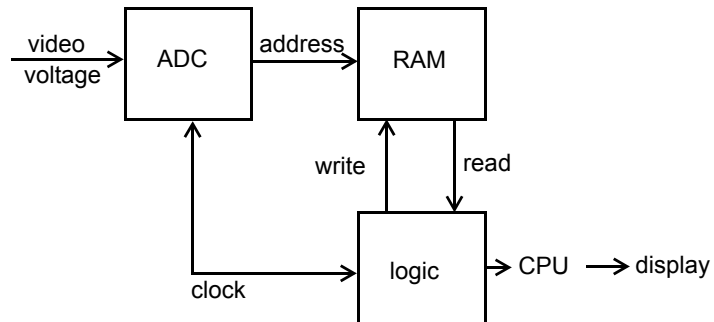 video
voltage
ADC
address
RAM
write
read
clock
logic
CPU
display